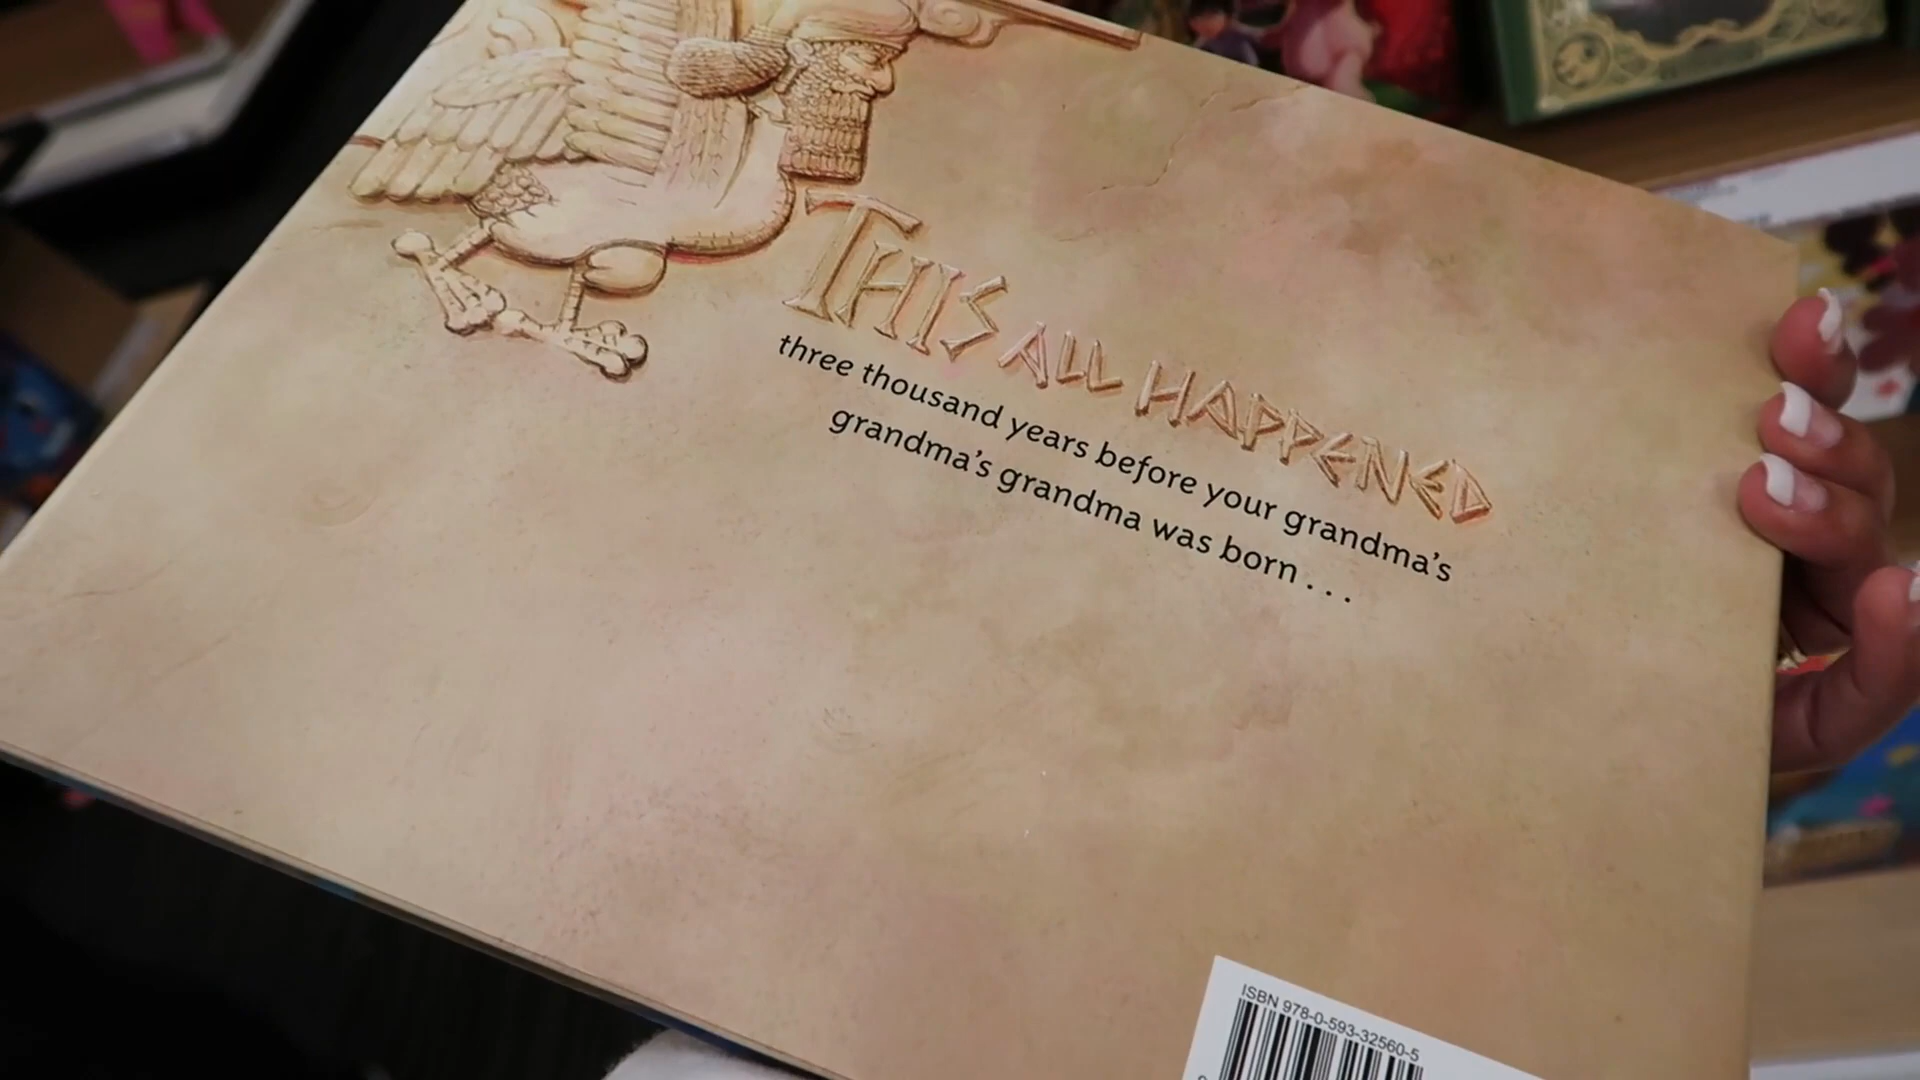 THIS ALL HAPPENED
three thousand years before your grandma's
grandma's grandma was born . . .
ISBN 978-0-593-32560-5